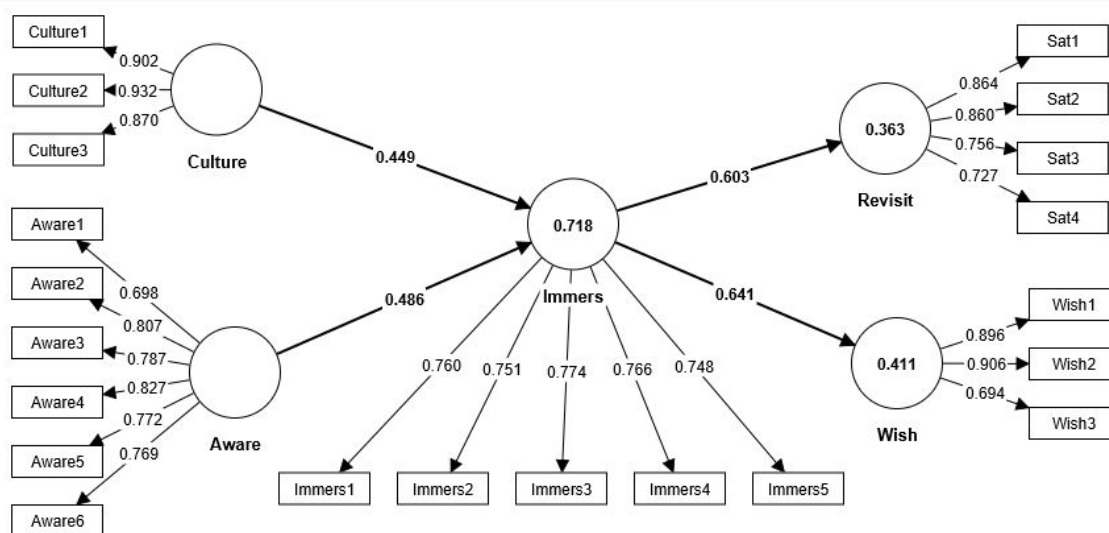 Culture1
Culture2
Culture3
0.902
0.932
0.870
Culture
0.449
Aware1
Aware2
Aware3
Aware4
Aware5
Aware6
0.698
0.807
0.787
0.827
0.772
0.769
Aware
0.486
0.718
Immers
0.760
0.751
0.774
0.766
0.748
Immers1
Immers2
Immers3
Immers4
Immers5
0.603
0.363
Revisit
0.864
0.860
0.756
0.727
Sat1
Sat2
Sat3
Sat4
0.641
0.411
Wish
0.896
0.906
0.694
Wish1
Wish2
Wish3